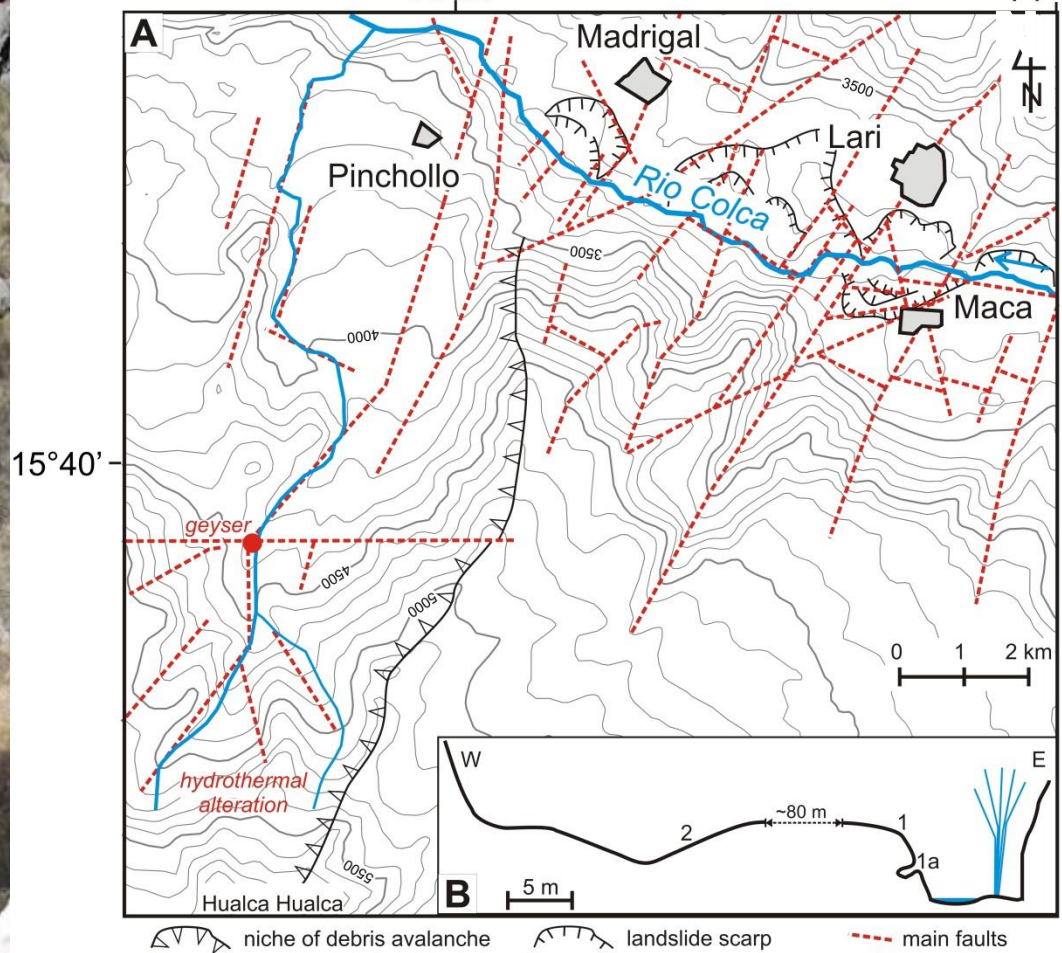 A
Madrigal
N
3500
Lari
Pinchollo
Rio Colca
3500
Maca
4000
15°40'
geyser
4500
5000
0 1 2 km
hydrothermal
alteration
W
E
~80 m
2
1
1a
5500
B
5 m
Hualca Hualca
niche of debris avalanche
landslide scarp
main faults